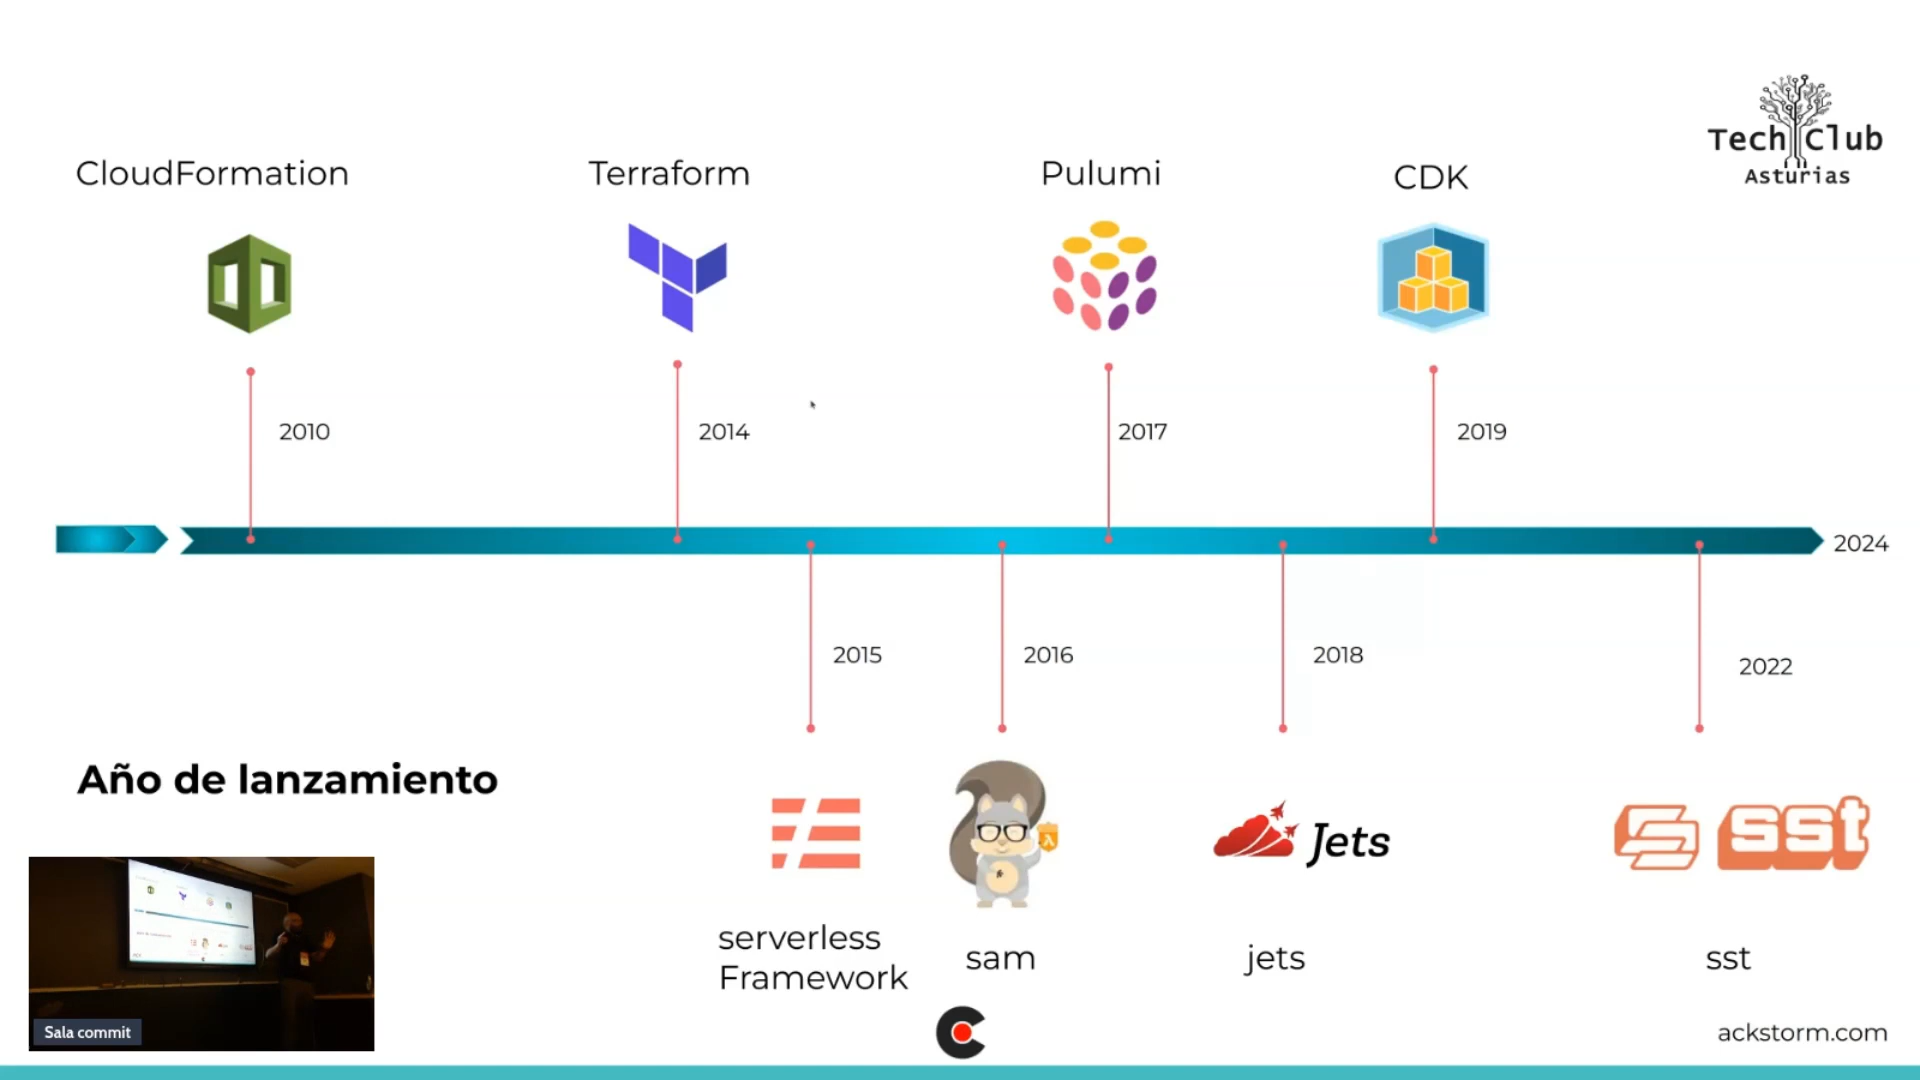 Tech Club
Asturias
CloudFormation
Terraform
Pulumi
CDK
2010
2014
2017
2019
2024
2015
2016
2018
2022
Año de lanzamiento
Jets
sst
serverless
Framework
sam
jets
sst
Sala commit
ackstorm.com